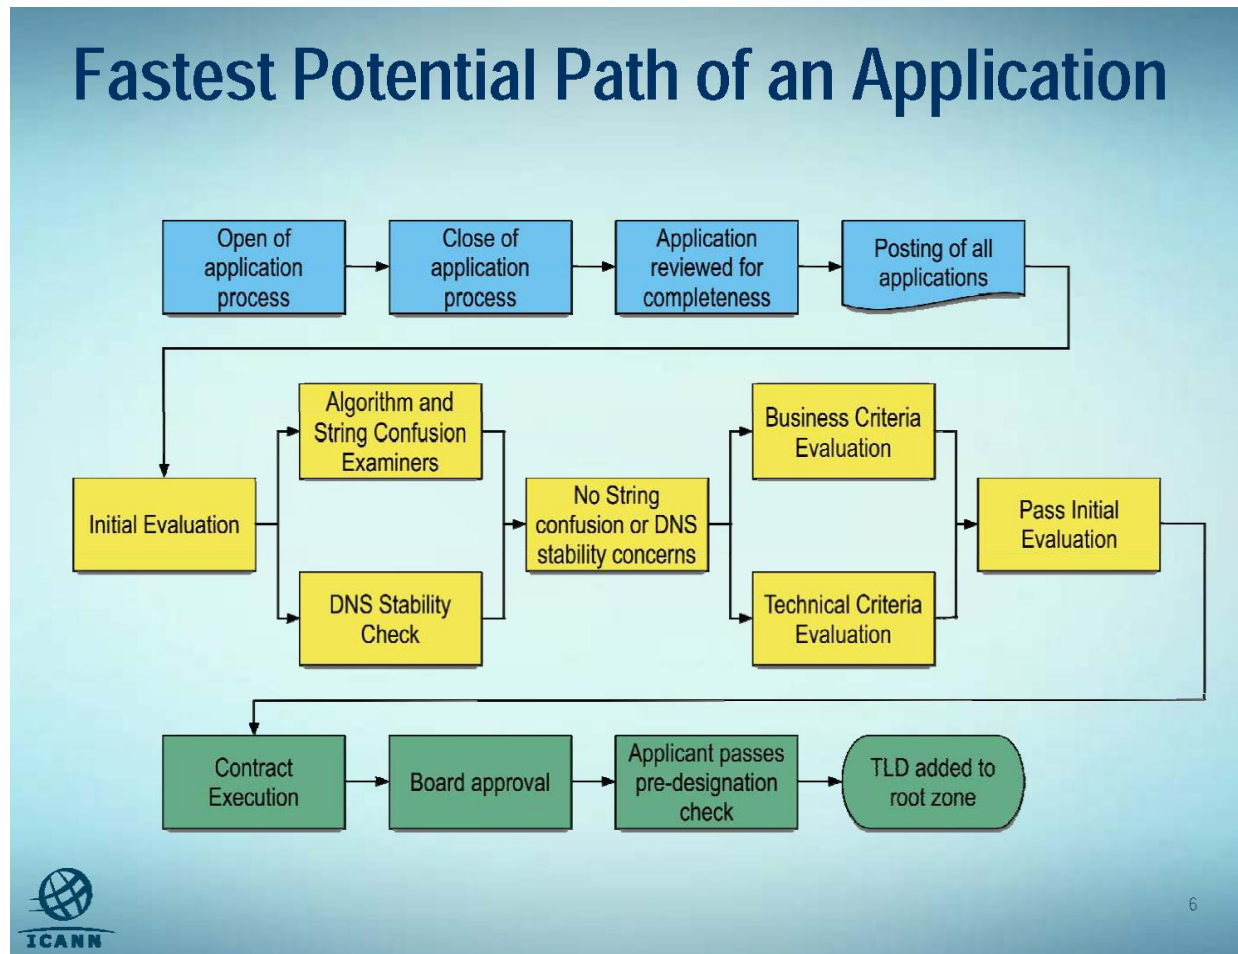 Fastest Potential Path of an Application
Open of
application
process
Close of
application
process
Application
reviewed for
completeness
Posting of all
applications
Initial Evaluation
Algorithm and
String Confusion
Examiners
DNS Stability
Check
No String
confusion or DNS
stability concerns
Business Criteria
Evaluation
Technical Criteria
Evaluation
Pass Initial
Evaluation
Contract
Execution
Board approval
Applicant passes
pre-designation
check
TLD added to
root zone
ICANN
6